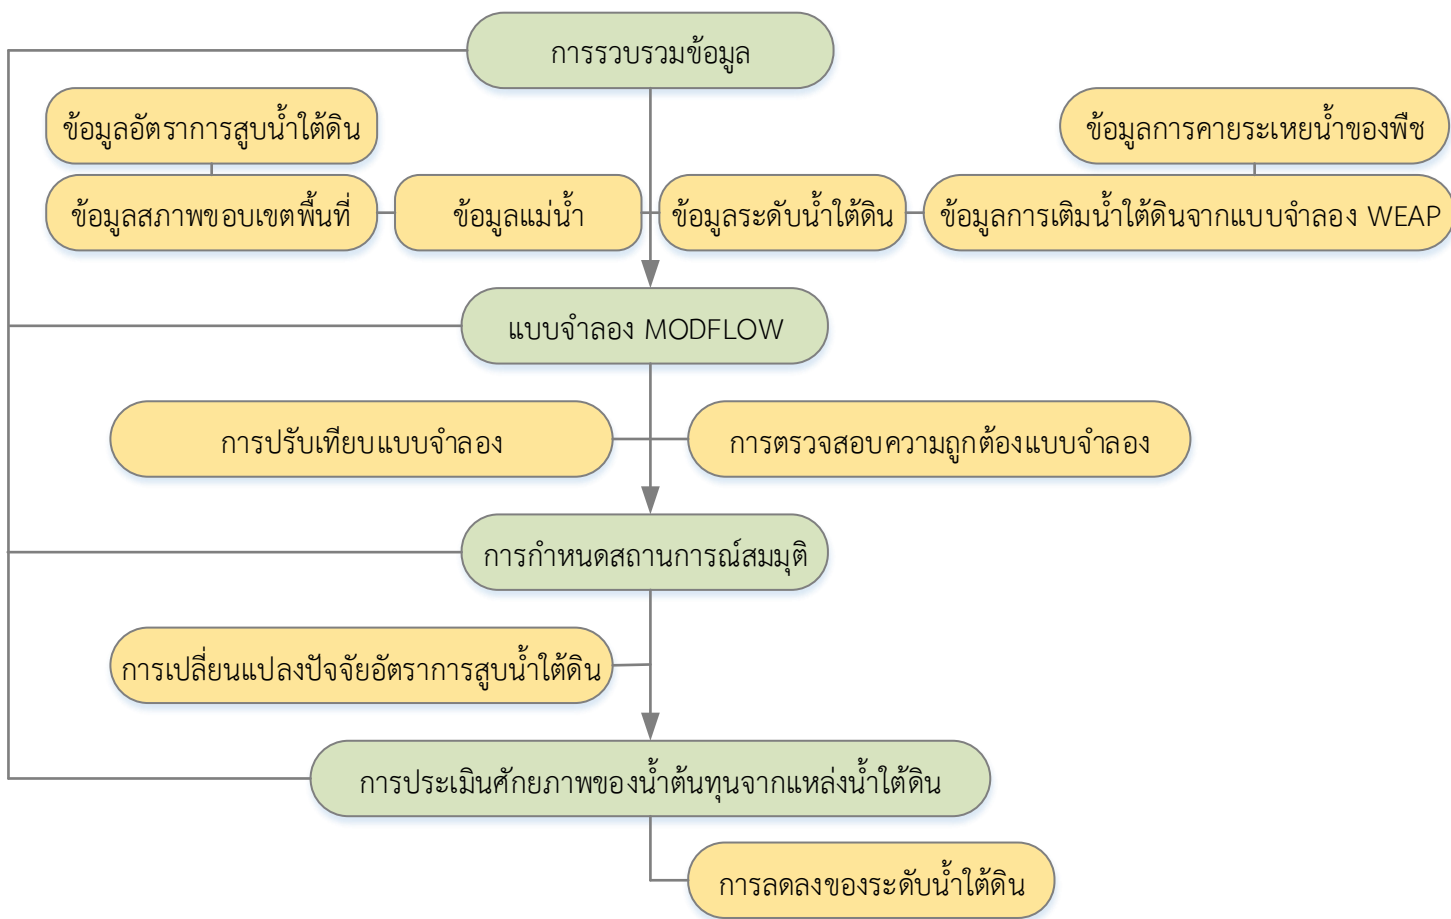 การรวบรวมข้อมูล
ข้อมูลอัตราการสูบน้ำใต้ดิน
ข้อมูลการคายระเหยน้ำของพืช
ข้อมูลสภาพขอบเขตพื้นที่
ข้อมูลแม่น้ำ
ข้อมูลระดับน้ำใต้ดิน
ข้อมูลการเติมน้ำใต้ดินจากแบบจำลอง WEAP
แบบจำลอง MODFLOW
การปรับเทียบแบบจำลอง
การตรวจสอบความถูกต้องแบบจำลอง
การกำหนดสถานการณ์สมมุติ
การเปลี่ยนแปลงปัจจัยอัตราการสูบน้ำใต้ดิน
การประเมินศักยภาพของน้ำต้นทุนจากแหล่งน้ำใต้ดิน
การลดลงของระดับน้ำใต้ดิน